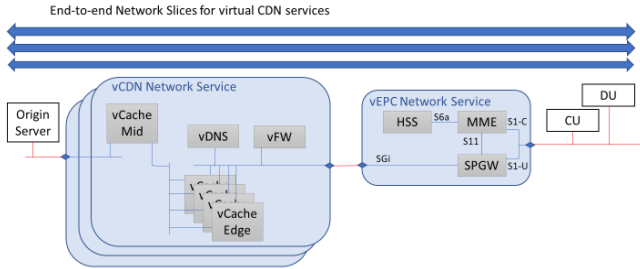 End-to-end Network Slices for virtual CDN services
vCDN Network Service
vEPC Network Service
DU
Origin
Server
vCache
Mid
vDNS
vFW
HSS
S6a
MME
S1-C
CU
S11
SGi
SPGW
S1-U
vCache
Edge